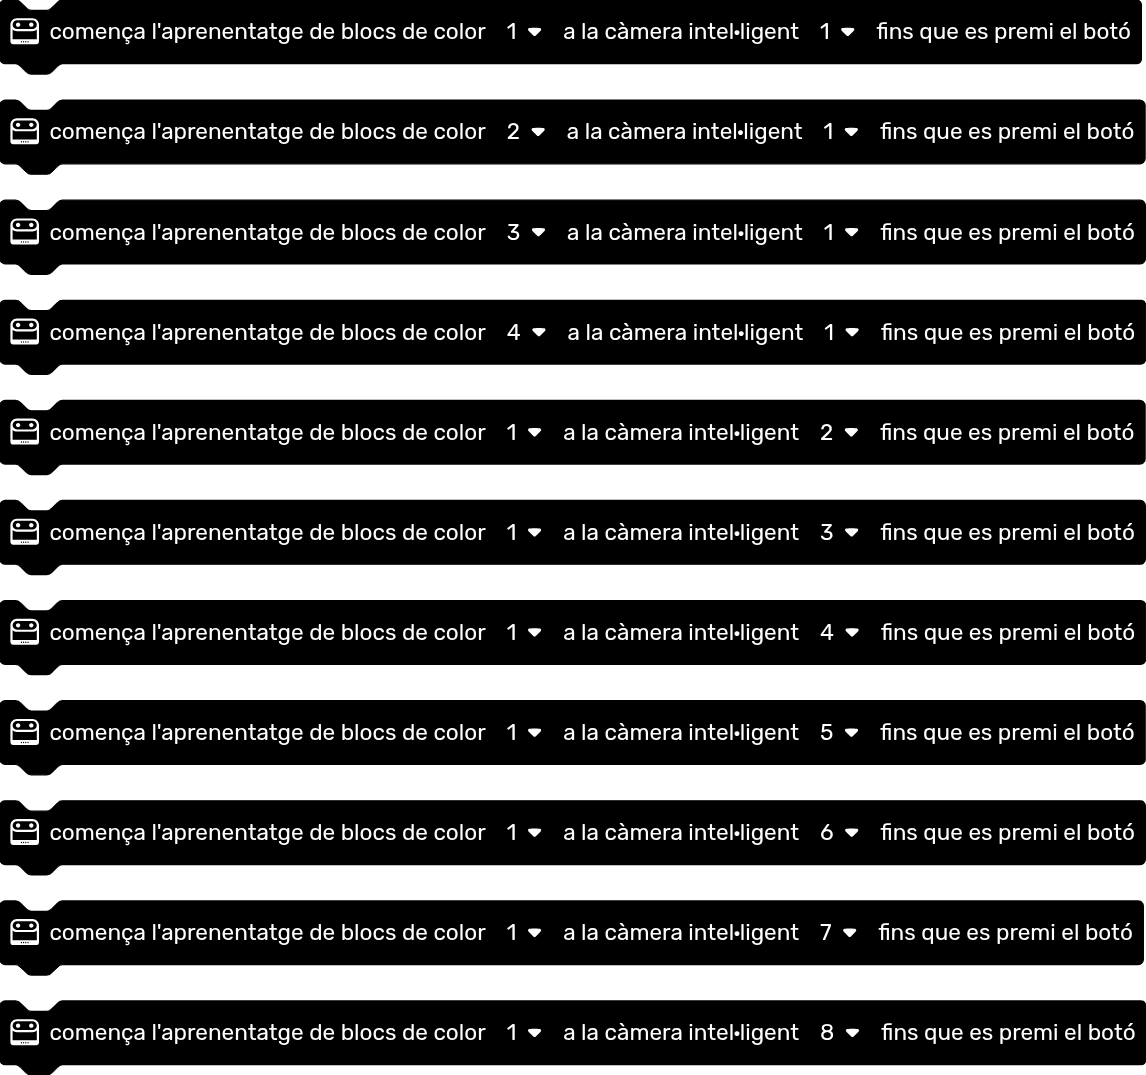 comença l'aprenentatge de blocs de color 1 a la càmera intel·ligent 1 fins que es premi el botó
comença l'aprenentatge de blocs de color 2 a la càmera intel·ligent 1 fins que es premi el botó
comença l'aprenentatge de blocs de color 3 a la càmera intel·ligent 1 fins que es premi el botó
comença l'aprenentatge de blocs de color 4 a la càmera intel·ligent 1 fins que es premi el botó
comença l'aprenentatge de blocs de color 1 a la càmera intel·ligent 2 fins que es premi el botó
comença l'aprenentatge de blocs de color 1 a la càmera intel·ligent 3 fins que es premi el botó
comença l'aprenentatge de blocs de color 1 a la càmera intel·ligent 4 fins que es premi el botó
comença l'aprenentatge de blocs de color 1 a la càmera intel·ligent 5 fins que es premi el botó
comença l'aprenentatge de blocs de color 1 a la càmera intel·ligent 6 fins que es premi el botó
comença l'aprenentatge de blocs de color 1 a la càmera intel·ligent 7 fins que es premi el botó
comença l'aprenentatge de blocs de color 1 a la càmera intel·ligent 8 fins que es premi el botó